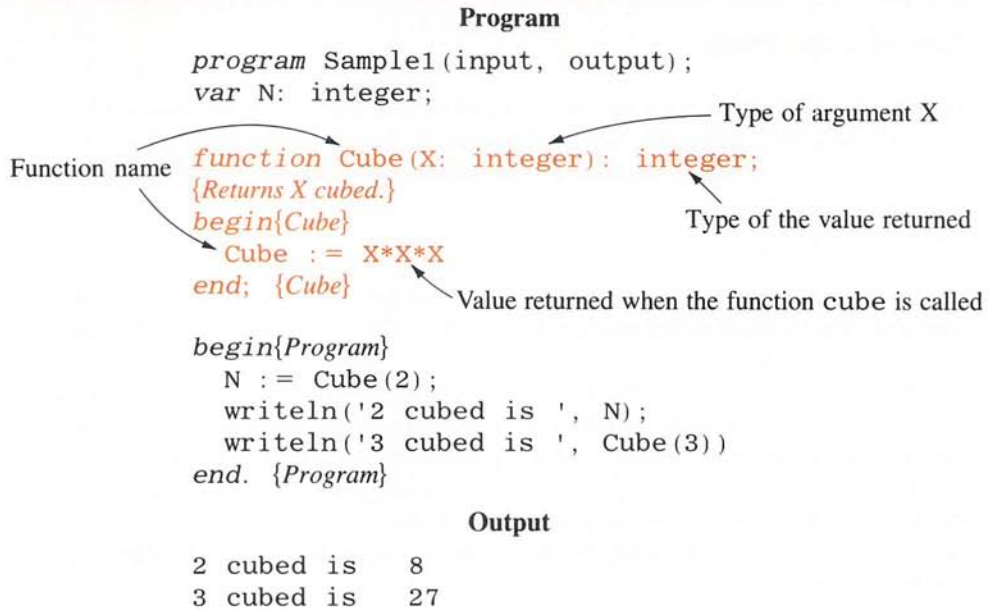 Program
program Sample1(input, output);
var N: integer;
Type of argument X
Function name
function Cube(X: integer): integer;
{Returns X cubed.}
Type of the value returned
begin{Cube}
Cube := X*X*X
end; {Cube}
Value returned when the function cube is called
begin{Program}
N := Cube(2);
writeln('2 cubed is ', N);
writeln('3 cubed is ', Cube(3))
end. {Program}
Output
2 cubed is 8
3 cubed is 27